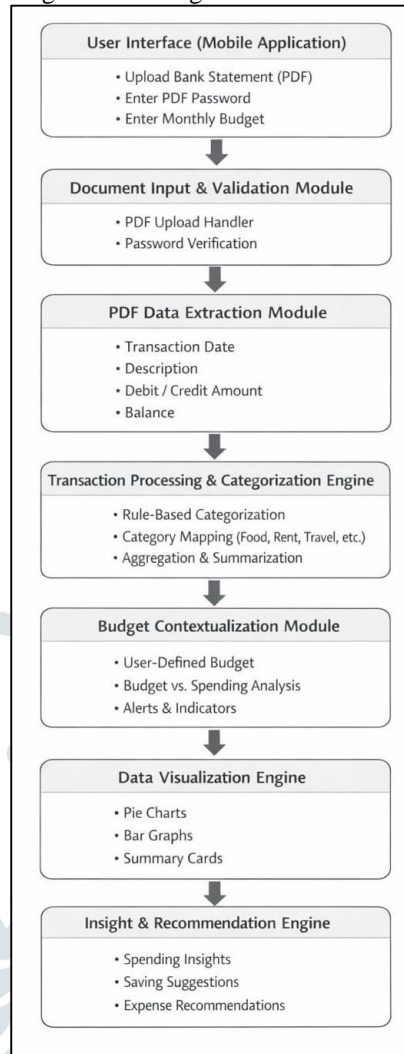 User Interface (Mobile Application)
• Upload Bank Statement (PDF)
• Enter PDF Password
• Enter Monthly Budget
Document Input & Validation Module
• PDF Upload Handler
• Password Verification
PDF Data Extraction Module
• Transaction Date
• Description
• Debit / Credit Amount
• Balance
Transaction Processing & Categorization Engine
• Rule-Based Categorization
• Category Mapping (Food, Rent, Travel, etc.)
• Aggregation & Summarization
Budget Contextualization Module
• User-Defined Budget
• Budget vs. Spending Analysis
• Alerts & Indicators
Data Visualization Engine
• Pie Charts
• Bar Graphs
• Summary Cards
Insight & Recommendation Engine
• Spending Insights
• Saving Suggestions
• Expense Recommendations